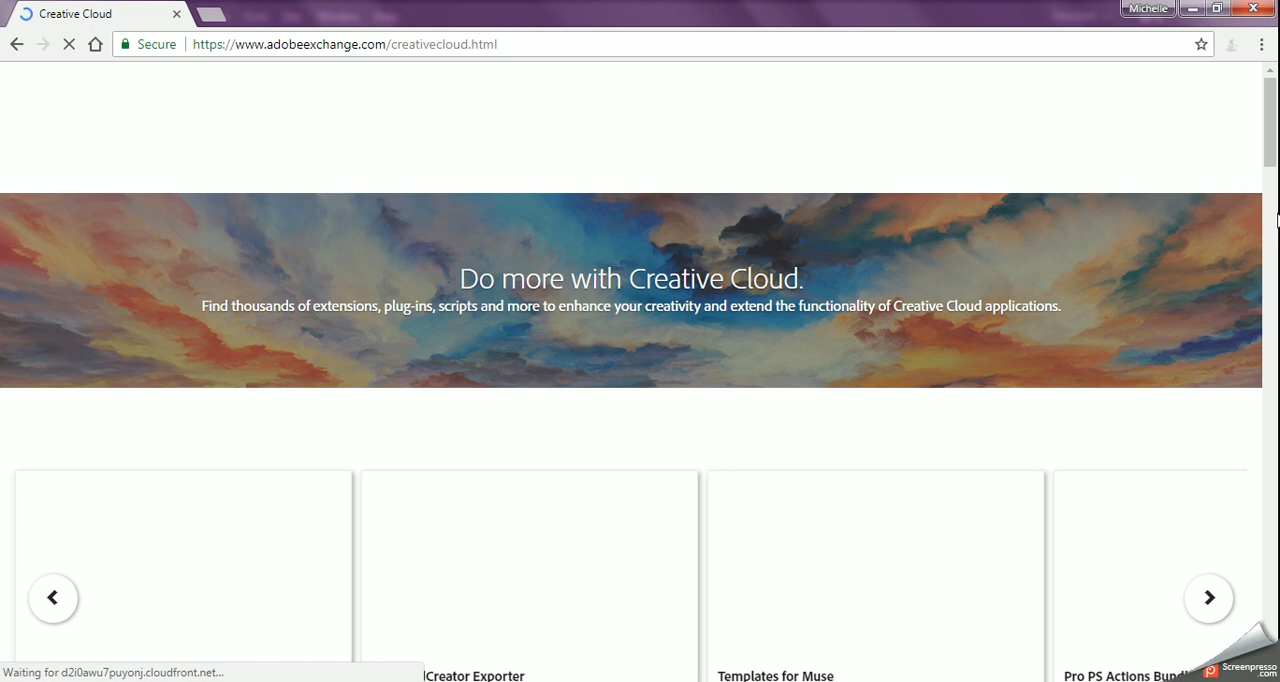 Creative Cloud
Michelle
Secure
https://www.adobeexchange.com/creativecloud.html
Do more with Creative Cloud.
Find thousands of extensions, plug-ins, scripts and more to enhance your creativity and extend the functionality of Creative Cloud applications.
Creator Exporter
Templates for Muse
Pro PS Actions
Waiting for d2i0awu7puyonj.cloudfront.net...
Screenpresso
.com